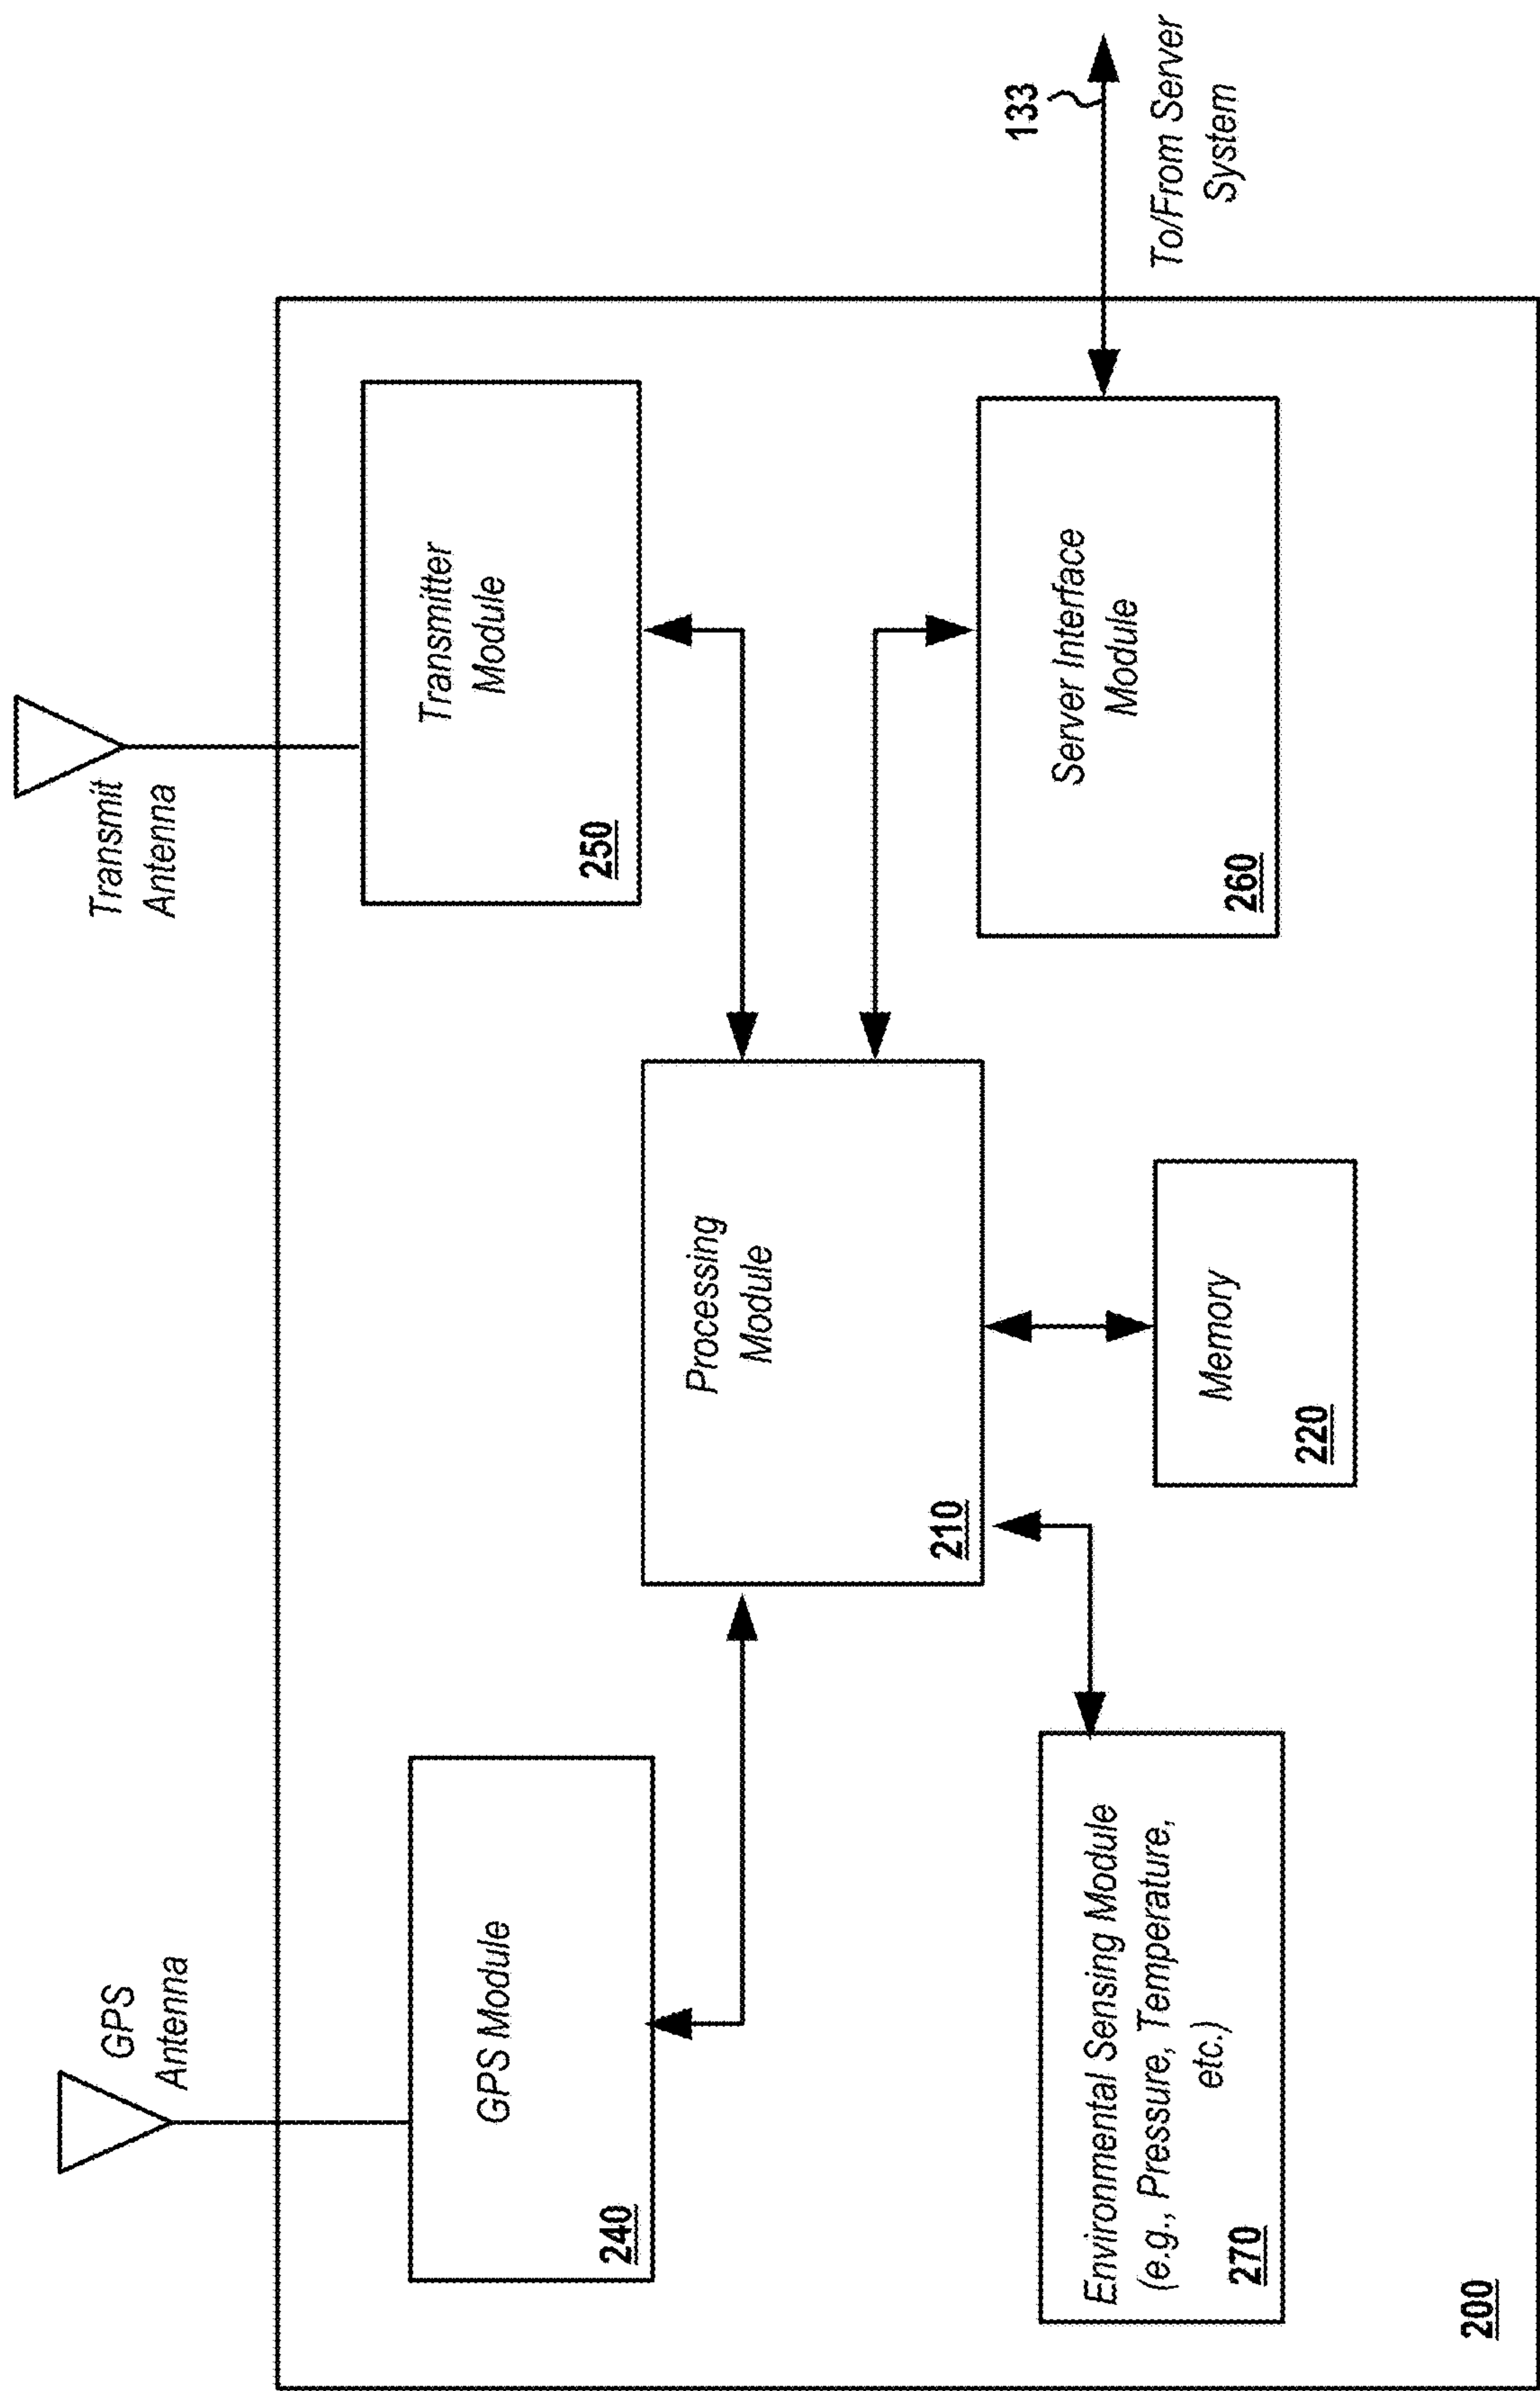 GPS
Antenna
Transmit
Antenna
GPS Module
240
Transmitter
Module
250
Processing
Module
210
133
To/From Server
System
Environmental Sensing Module
(e.g., Pressure, Temperature,
etc.)
270
Memory
220
Server Interface
Module
260
200